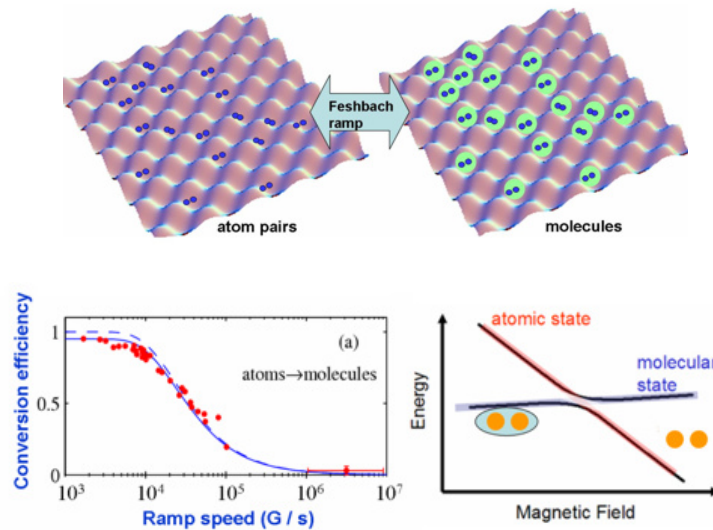 Feshbach
ramp
atom pairs
molecules
Conversion efficiency
1
0.5
0
(a)
atoms→molecules
10³ 10⁴ 10⁵ 10⁶ 10⁷
Ramp speed (G / s)
atomic state
molecular
state
Energy
Magnetic Field